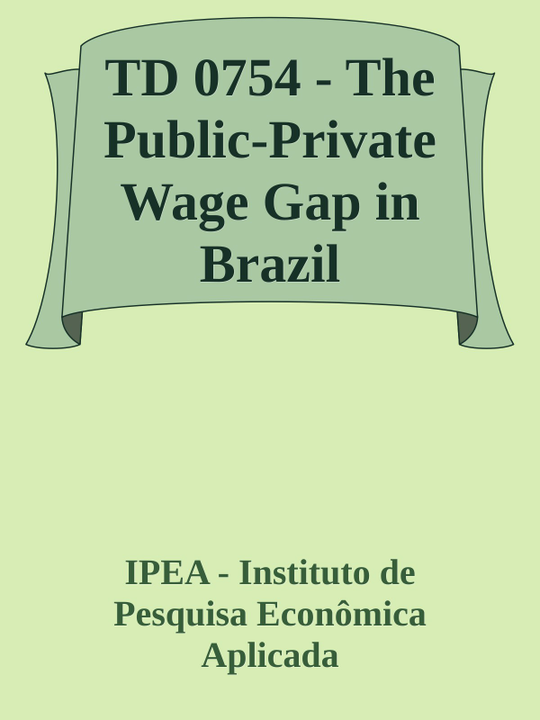 TD 0754 - The
Public-Private
Wage Gap in
Brazil
IPEA - Instituto de
Pesquisa Econômica
Aplicada